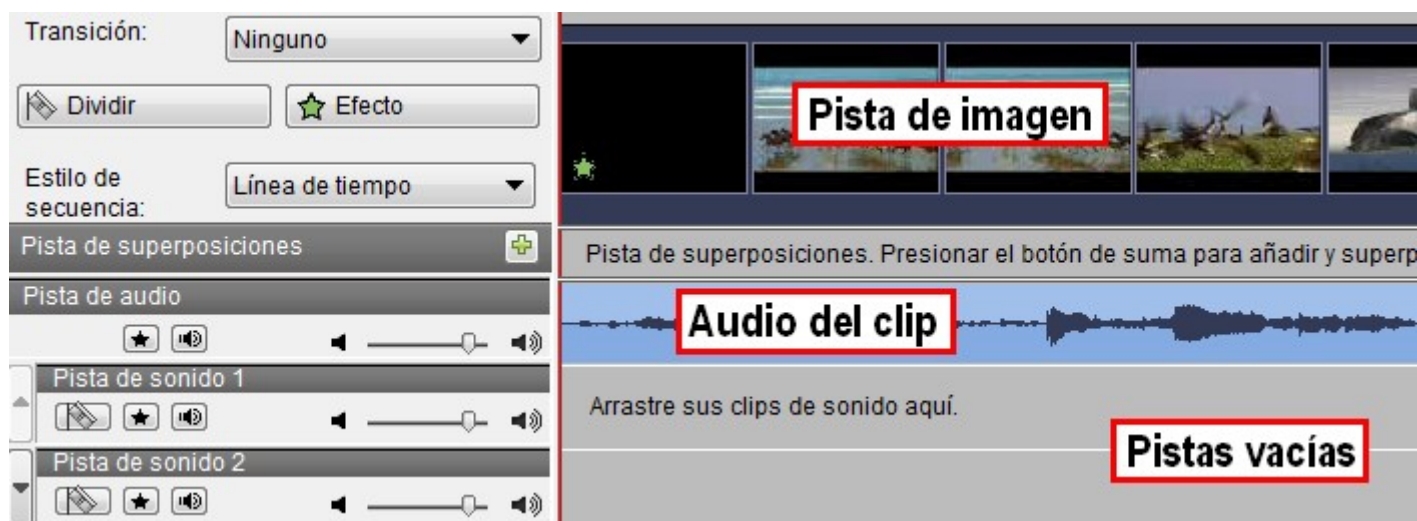 Transición:
Ninguno
Dividir
Efecto
Pista de imagen
Estilo de
secuencia:
Línea de tiempo
Pista de superposiciones
Pista de superposiciones. Presionar el botón de suma para añadir y superp
Pista de audio
Audio del clip
Pista de sonido 1
Arrastre sus clips de sonido aquí.
Pistas vacías
Pista de sonido 2